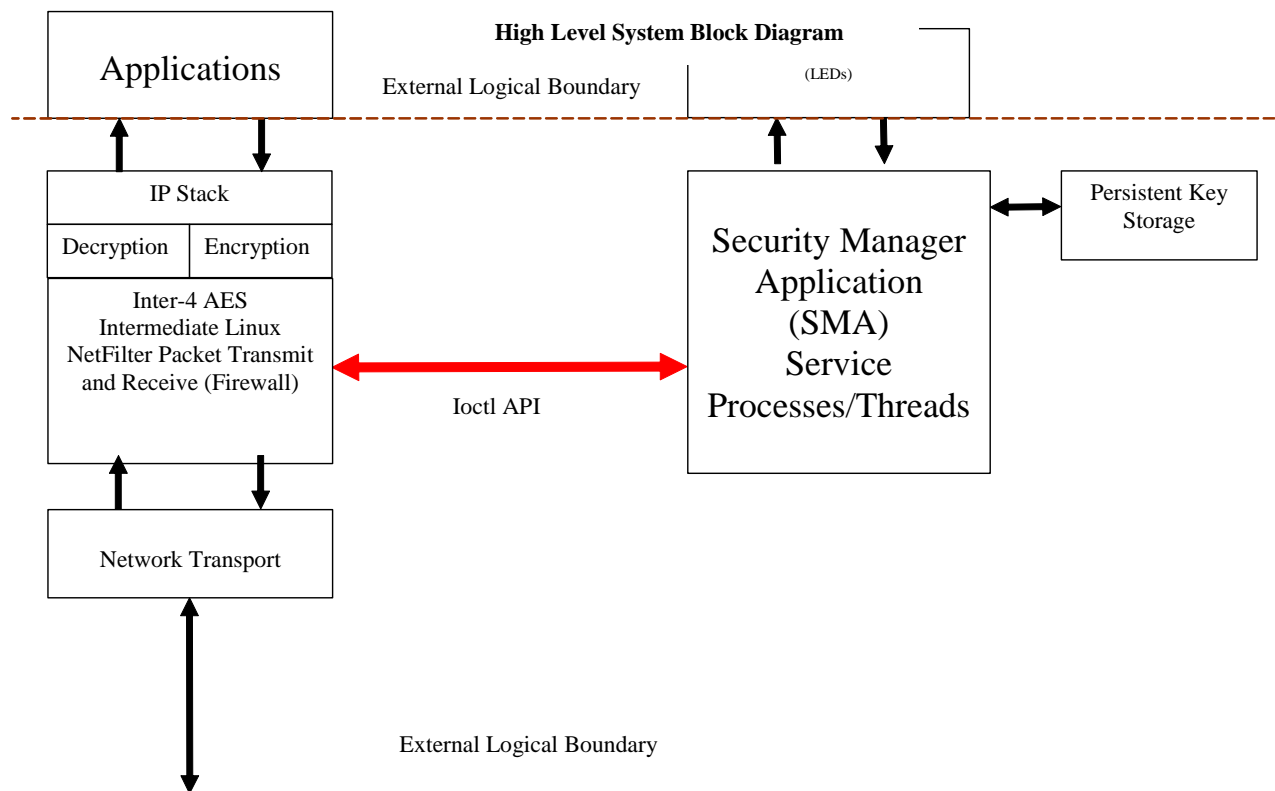 High Level System Block Diagram
Applications
(LEDs)
External Logical Boundary
IP Stack
Decryption
Encryption
Inter-4 AES
Intermediate Linux
NetFilter Packet Transmit
and Receive (Firewall)
Ioctl API
Security Manager
Application
(SMA)
Service
Processes/Threads
Persistent Key
Storage
Network Transport
External Logical Boundary